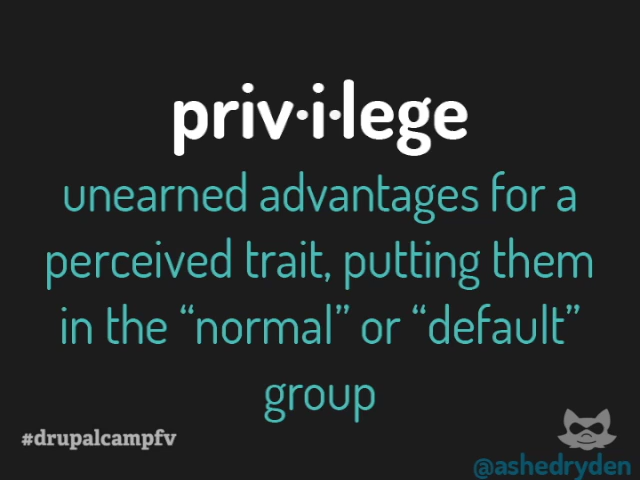 priv·i·lege
unearned advantages for a
perceived trait, putting them
in the “normal” or “default”
group
#drupalcampfv
@ashedryden